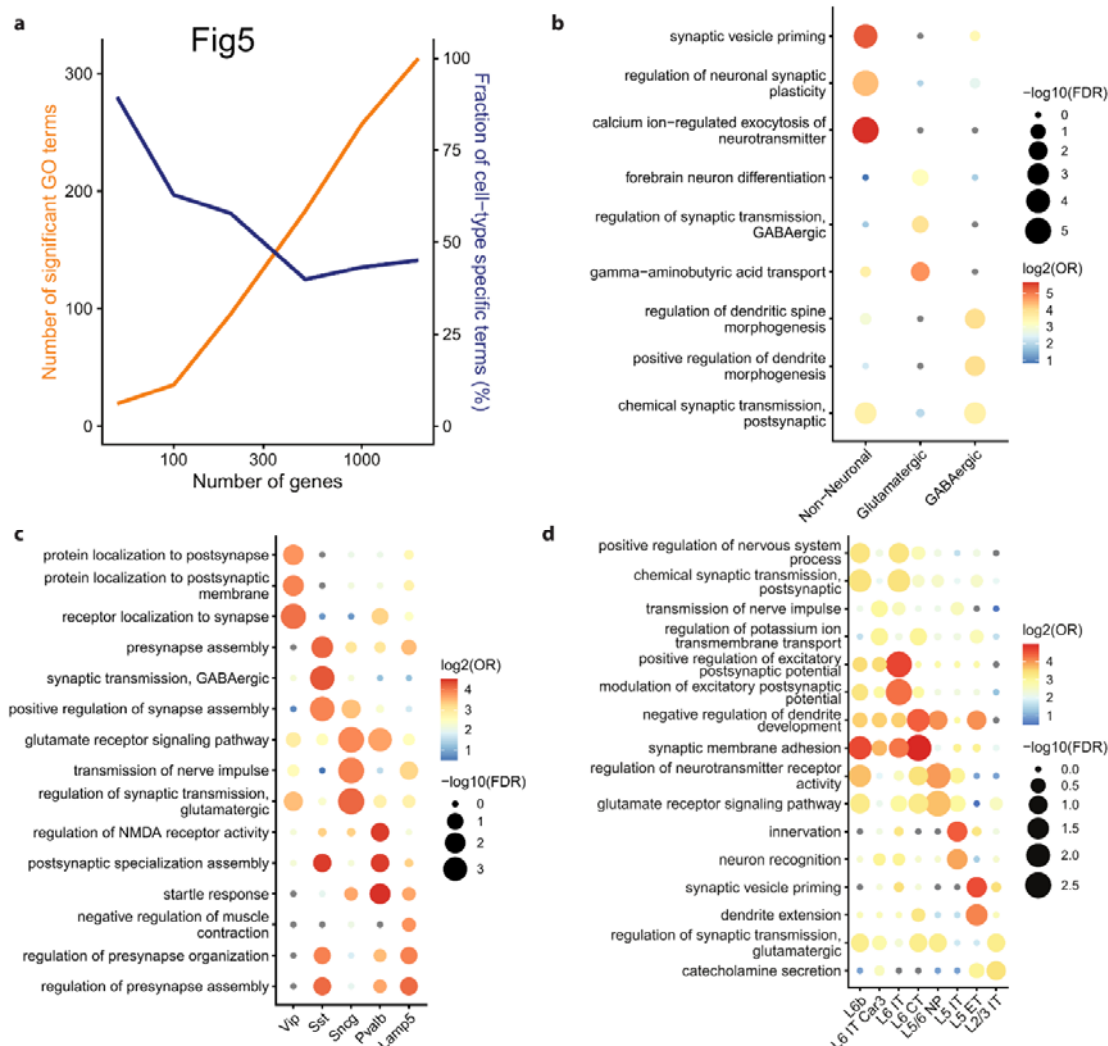 a
Fig5
Number of significant GO terms
300
200
100
0
Fraction of cell-type specific terms (%)
100
75
50
25
0
100
300
1000
Number of genes
b
synaptic vesicle priming
regulation of neuronal synaptic
plasticity
calcium ion-regulated exocytosis of
neurotransmitter
forebrain neuron differentiation
regulation of synaptic transmission,
GABAergic
gamma-aminobutyric acid transport
regulation of dendritic spine
morphogenesis
positive regulation of dendrite
morphogenesis
chemical synaptic transmission,
postsynaptic
Non-Neuronal
Glutamatergic
GABAergic
-log10(FDR)
0
1
2
3
4
5
log2(OR)
5
4
3
2
1
c
protein localization to postsynapse
protein localization to postsynaptic
membrane
receptor localization to synapse
presynapse assembly
synaptic transmission, GABAergic
positive regulation of synapse assembly
glutamate receptor signaling pathway
transmission of nerve impulse
regulation of synaptic transmission,
glutamatergic
regulation of NMDA receptor activity
postsynaptic specialization assembly
startle response
negative regulation of muscle
contraction
regulation of presynapse organization
regulation of presynapse assembly
Vip
Sst
Sncg
Pvalb
Lamp5
log2(OR)
4
3
2
1
-log10(FDR)
0
1
2
3
d
positive regulation of nervous system
process
chemical synaptic transmission,
postsynaptic
transmission of nerve impulse
regulation of potassium ion
transmembrane transport
positive regulation of excitatory
postsynaptic potential
modulation of excitatory postsynaptic
potential
negative regulation of dendrite
development
synaptic membrane adhesion
regulation of neurotransmitter receptor
activity
glutamate receptor signaling pathway
innervation
neuron recognition
synaptic vesicle priming
dendrite extension
regulation of synaptic transmission,
glutamatergic
catecholamine secretion
L6b
L6 IT Car3
L6 IT
L6 CT
L5/6 NP
L5 IT
L5 ET
L2/3 IT
log2(OR)
4
3
2
1
-log10(FDR)
0.0
0.5
1.0
1.5
2.0
2.5